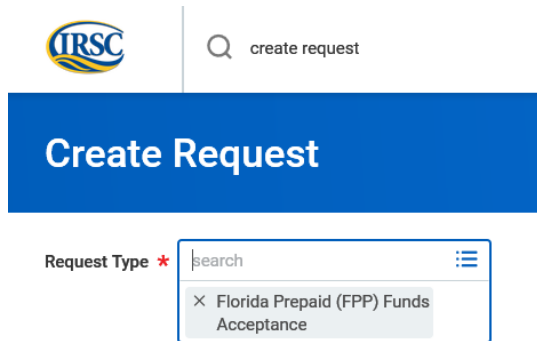 IRSC
create request
Create Request
Request Type *
search
× Florida Prepaid (FPP) Funds
Acceptance